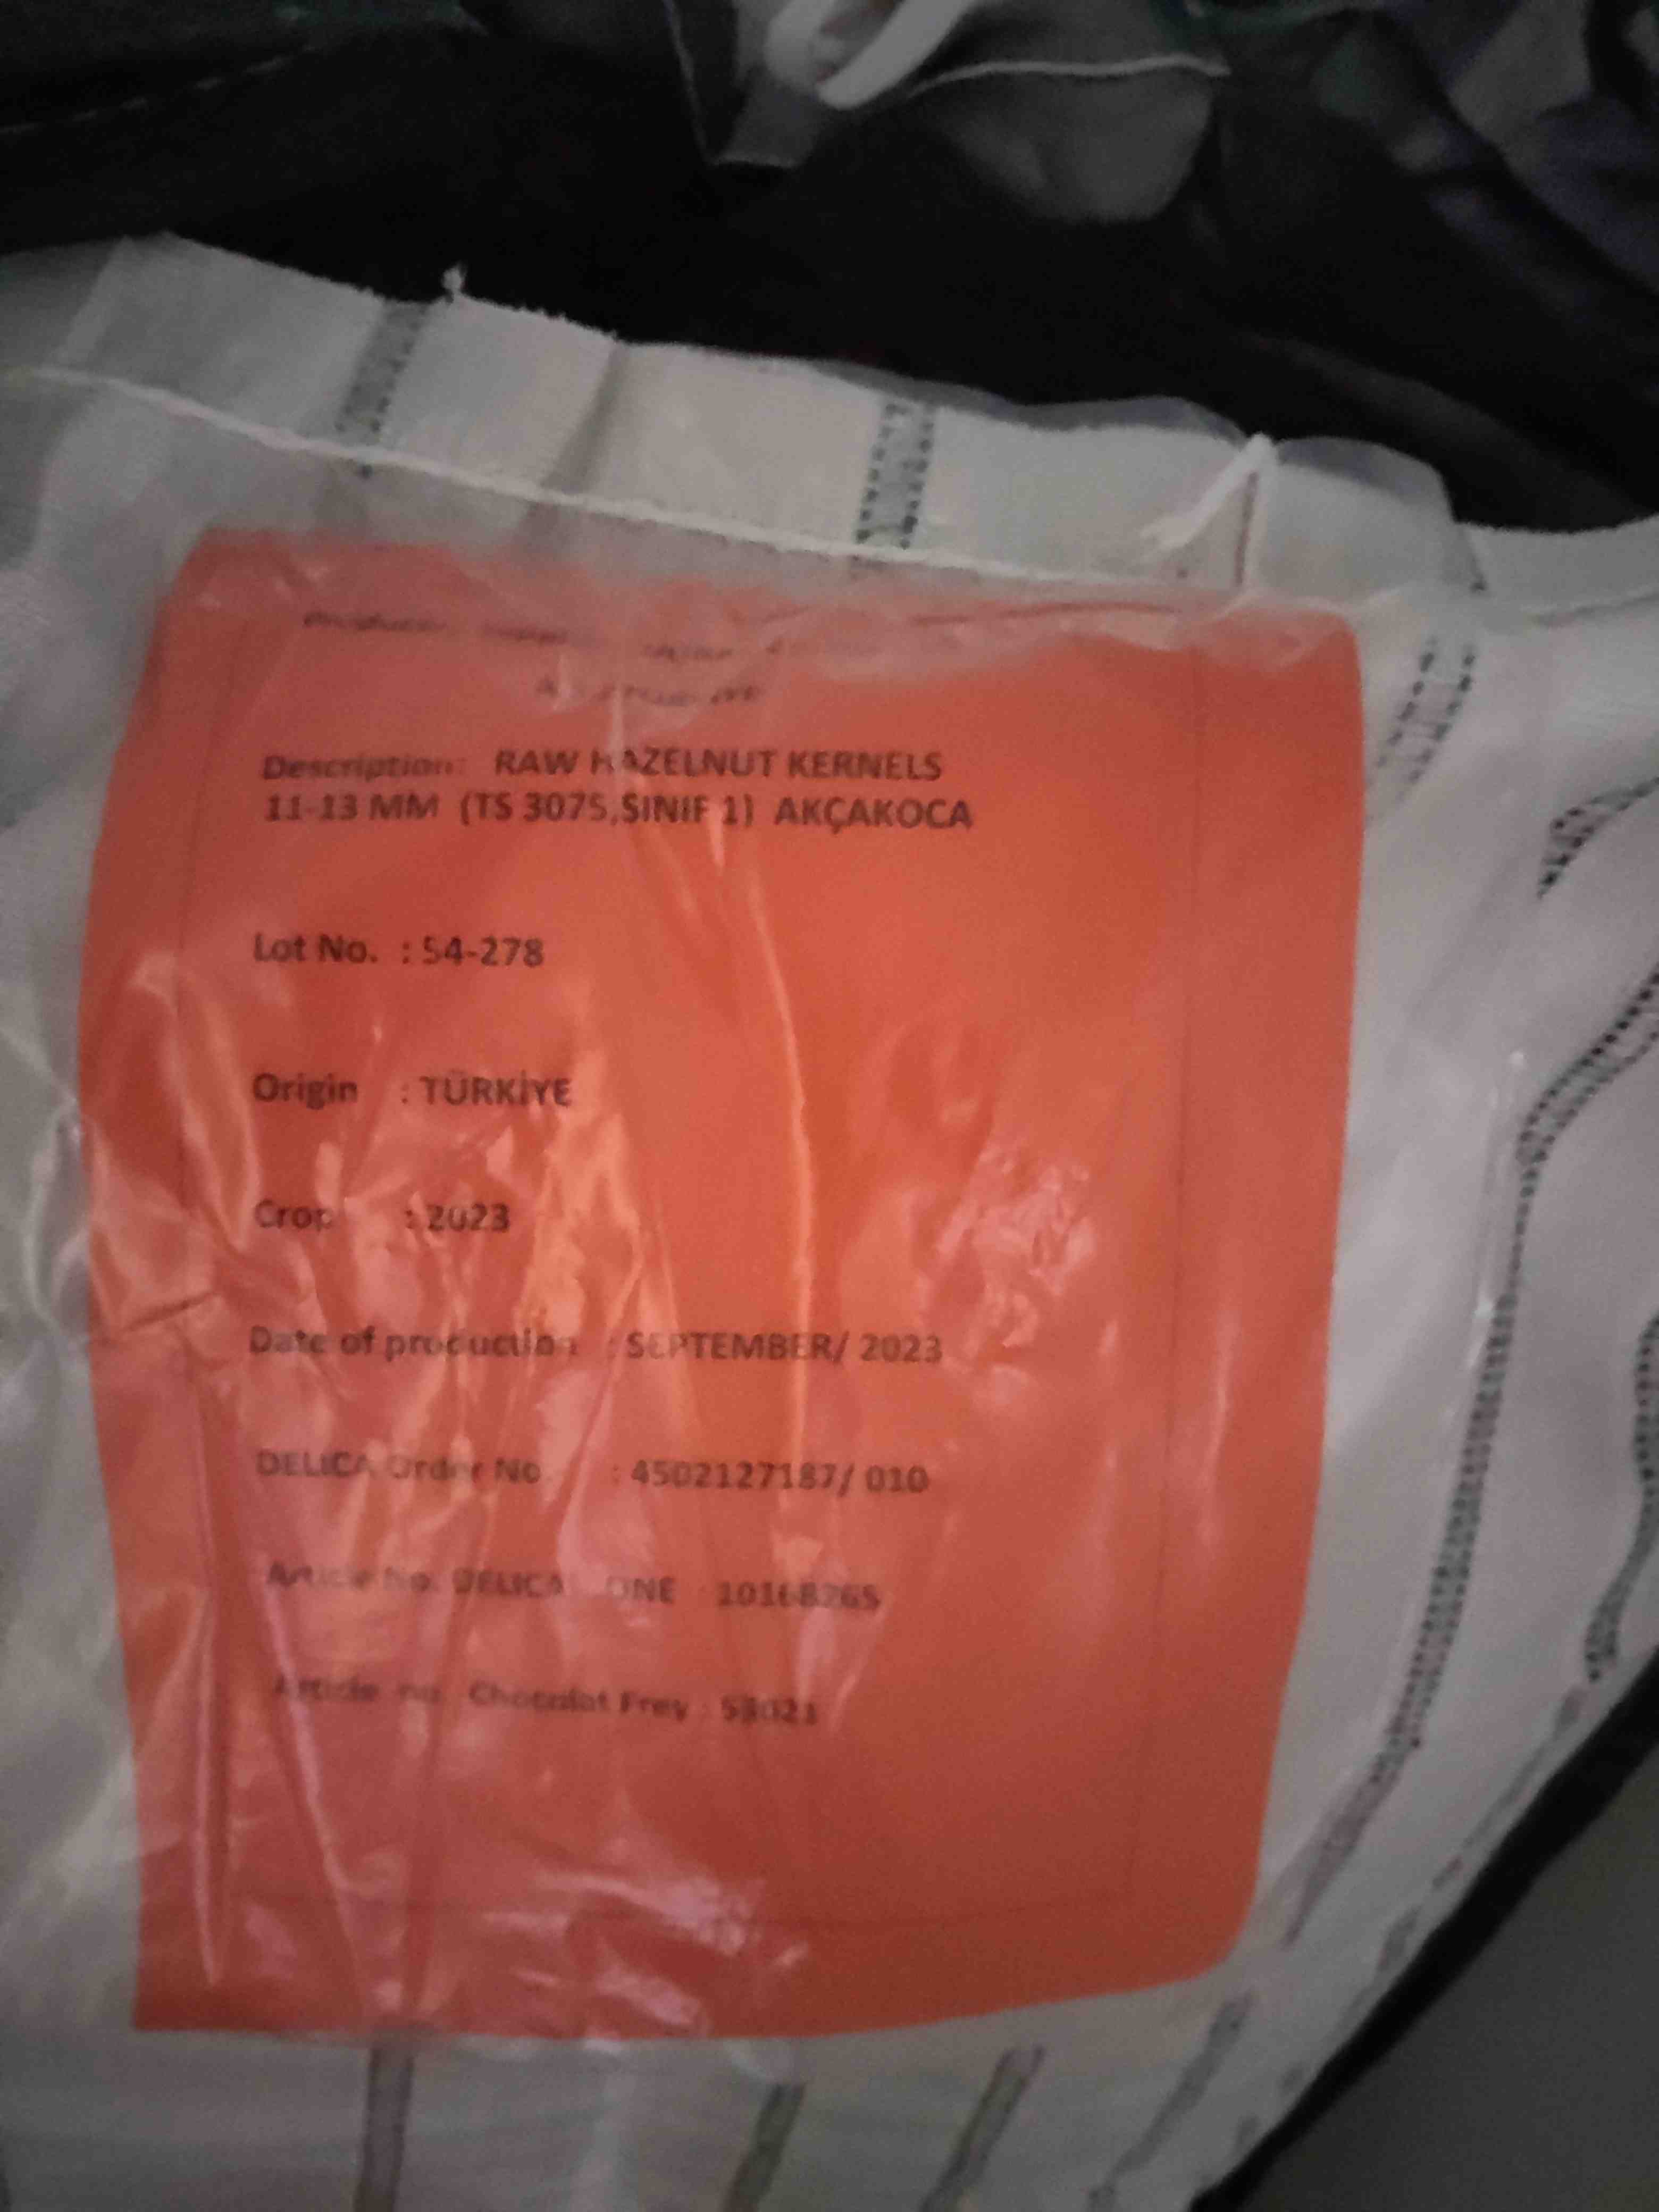 Description: RAW HAZELNUT KERNELS
11-13 MM (TS 3075,SINIF 1) AKÇAKOCA
Lot No. : 54-278
Origin : TÜRKİYE
Crop : 2023
Date of production : SEPTEMBER/ 2023
DELICA Order No. : 4502127187/ 010
Article No. DELICA ONE : 10168265
Article no. Chocolat Frey : 53021